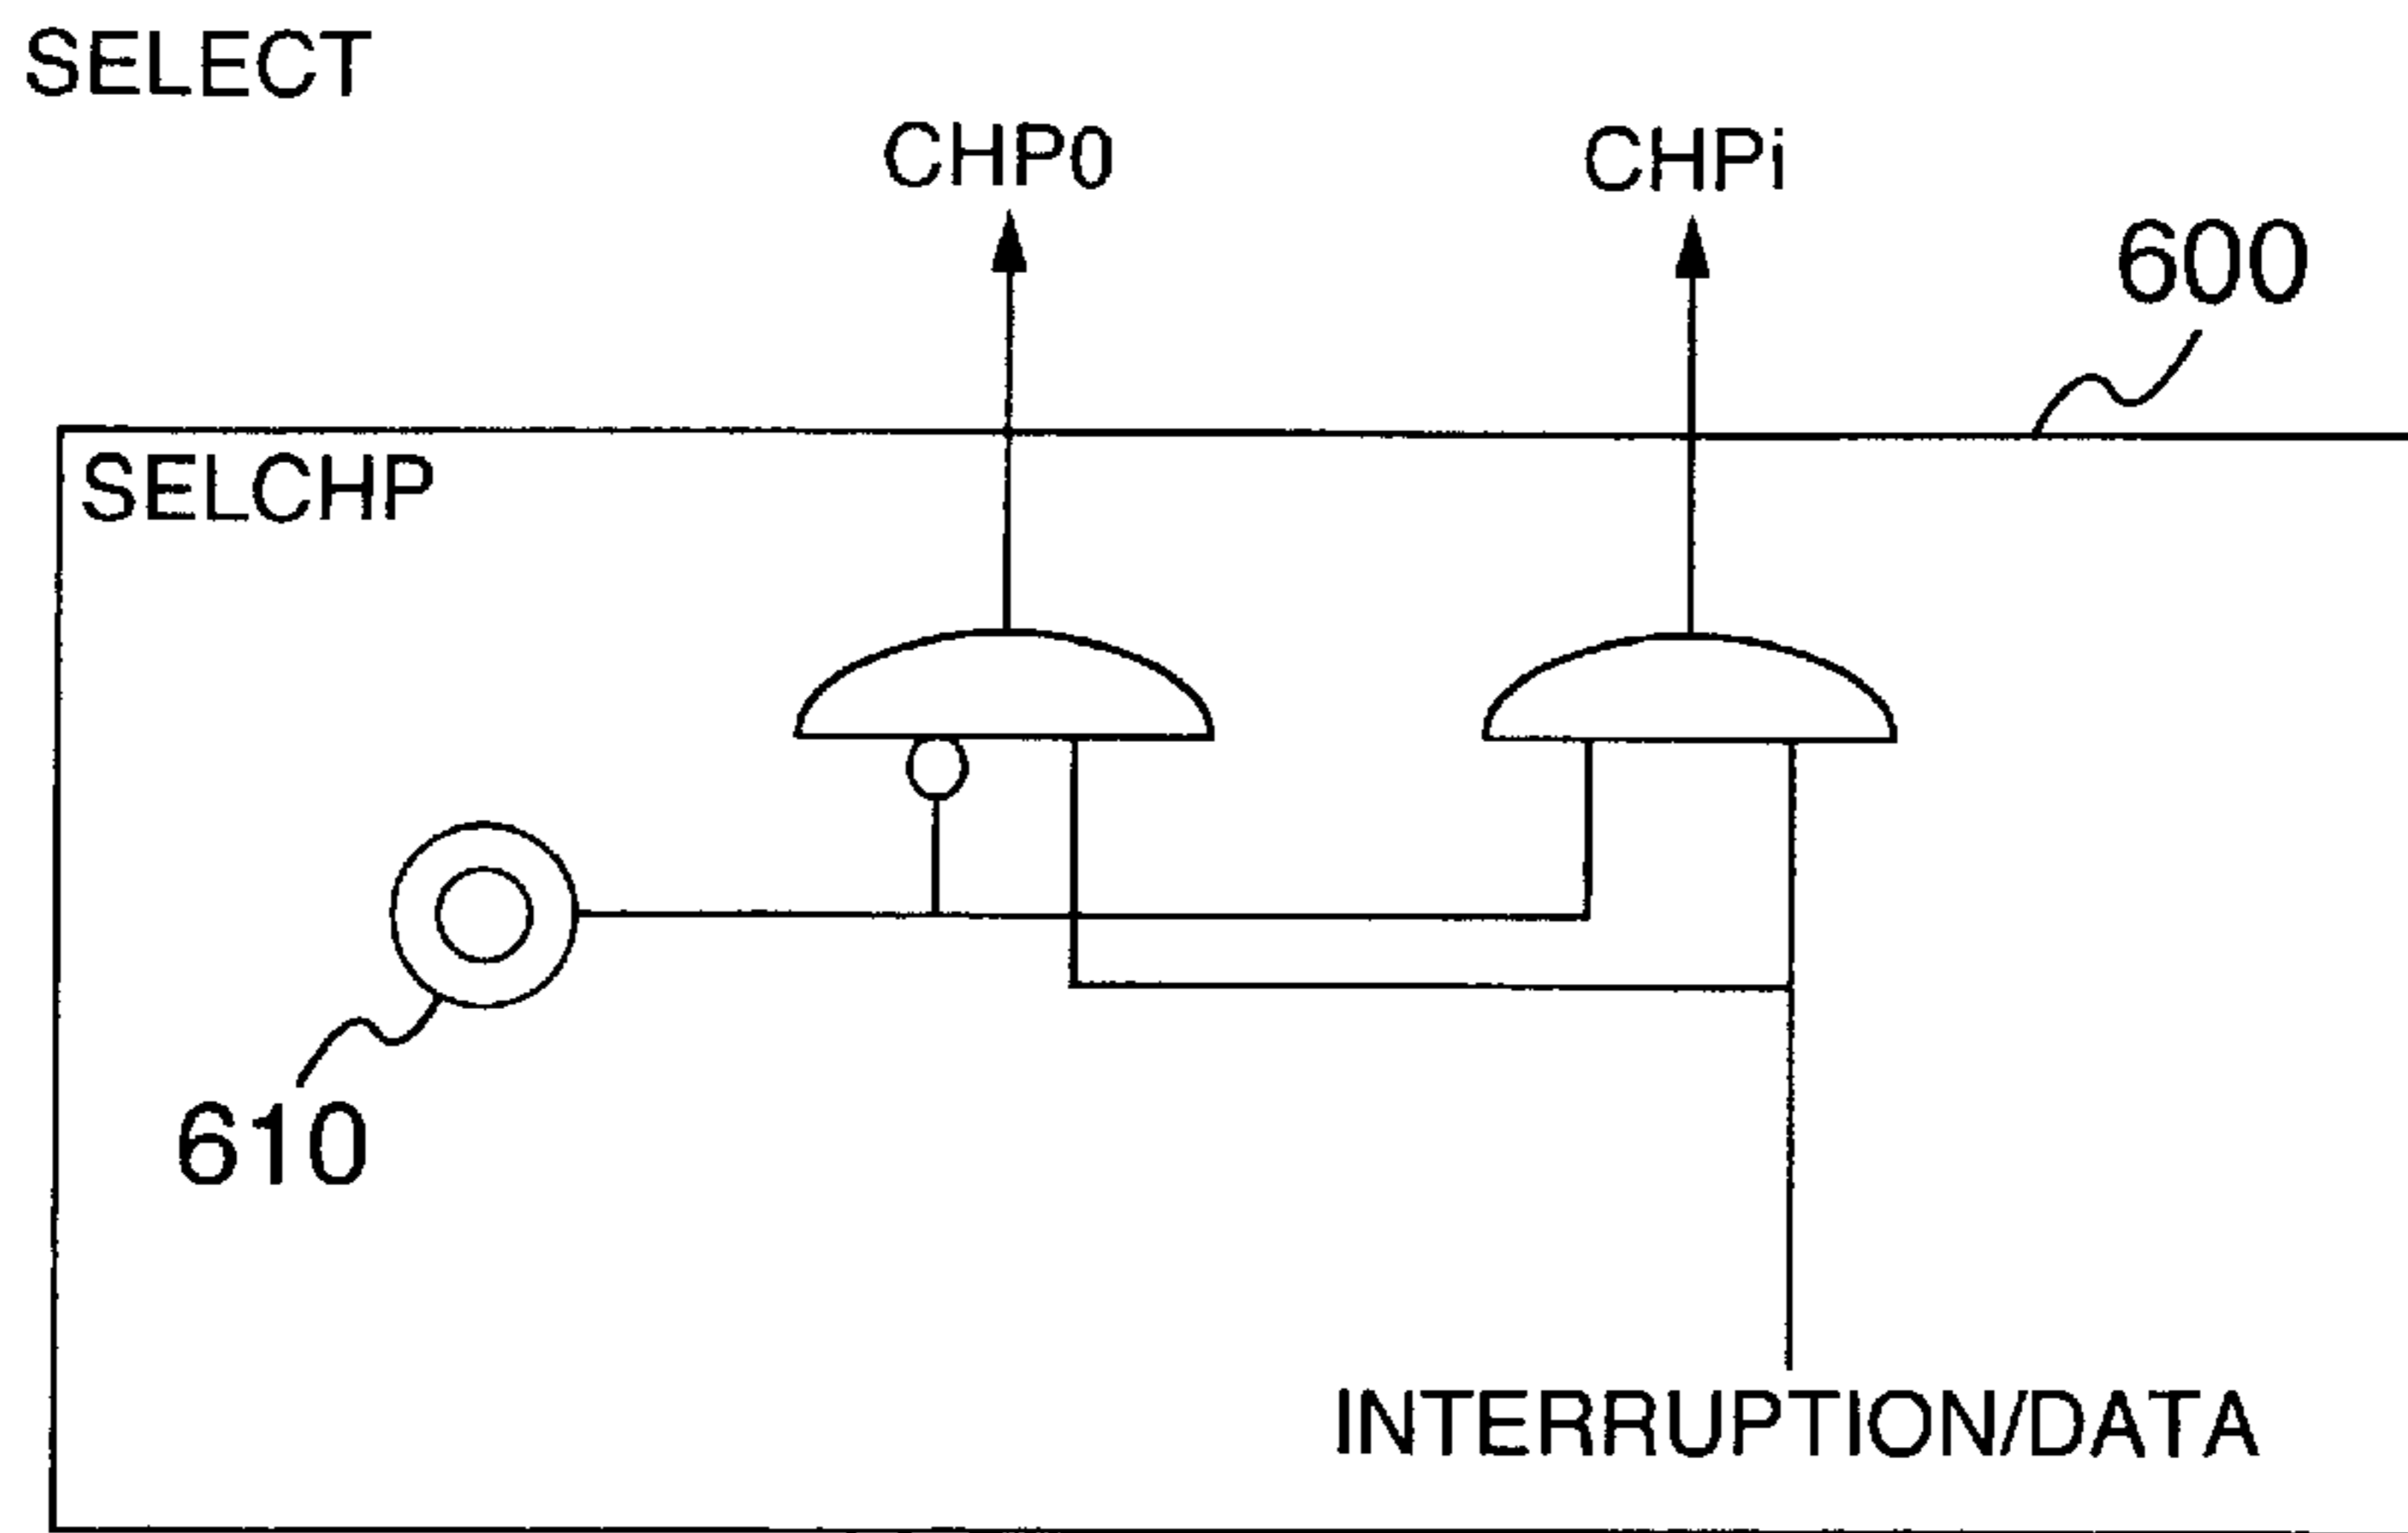 SELECT
CHP0
CHPi
600
SELCHP
610
INTERRUPTION/DATA